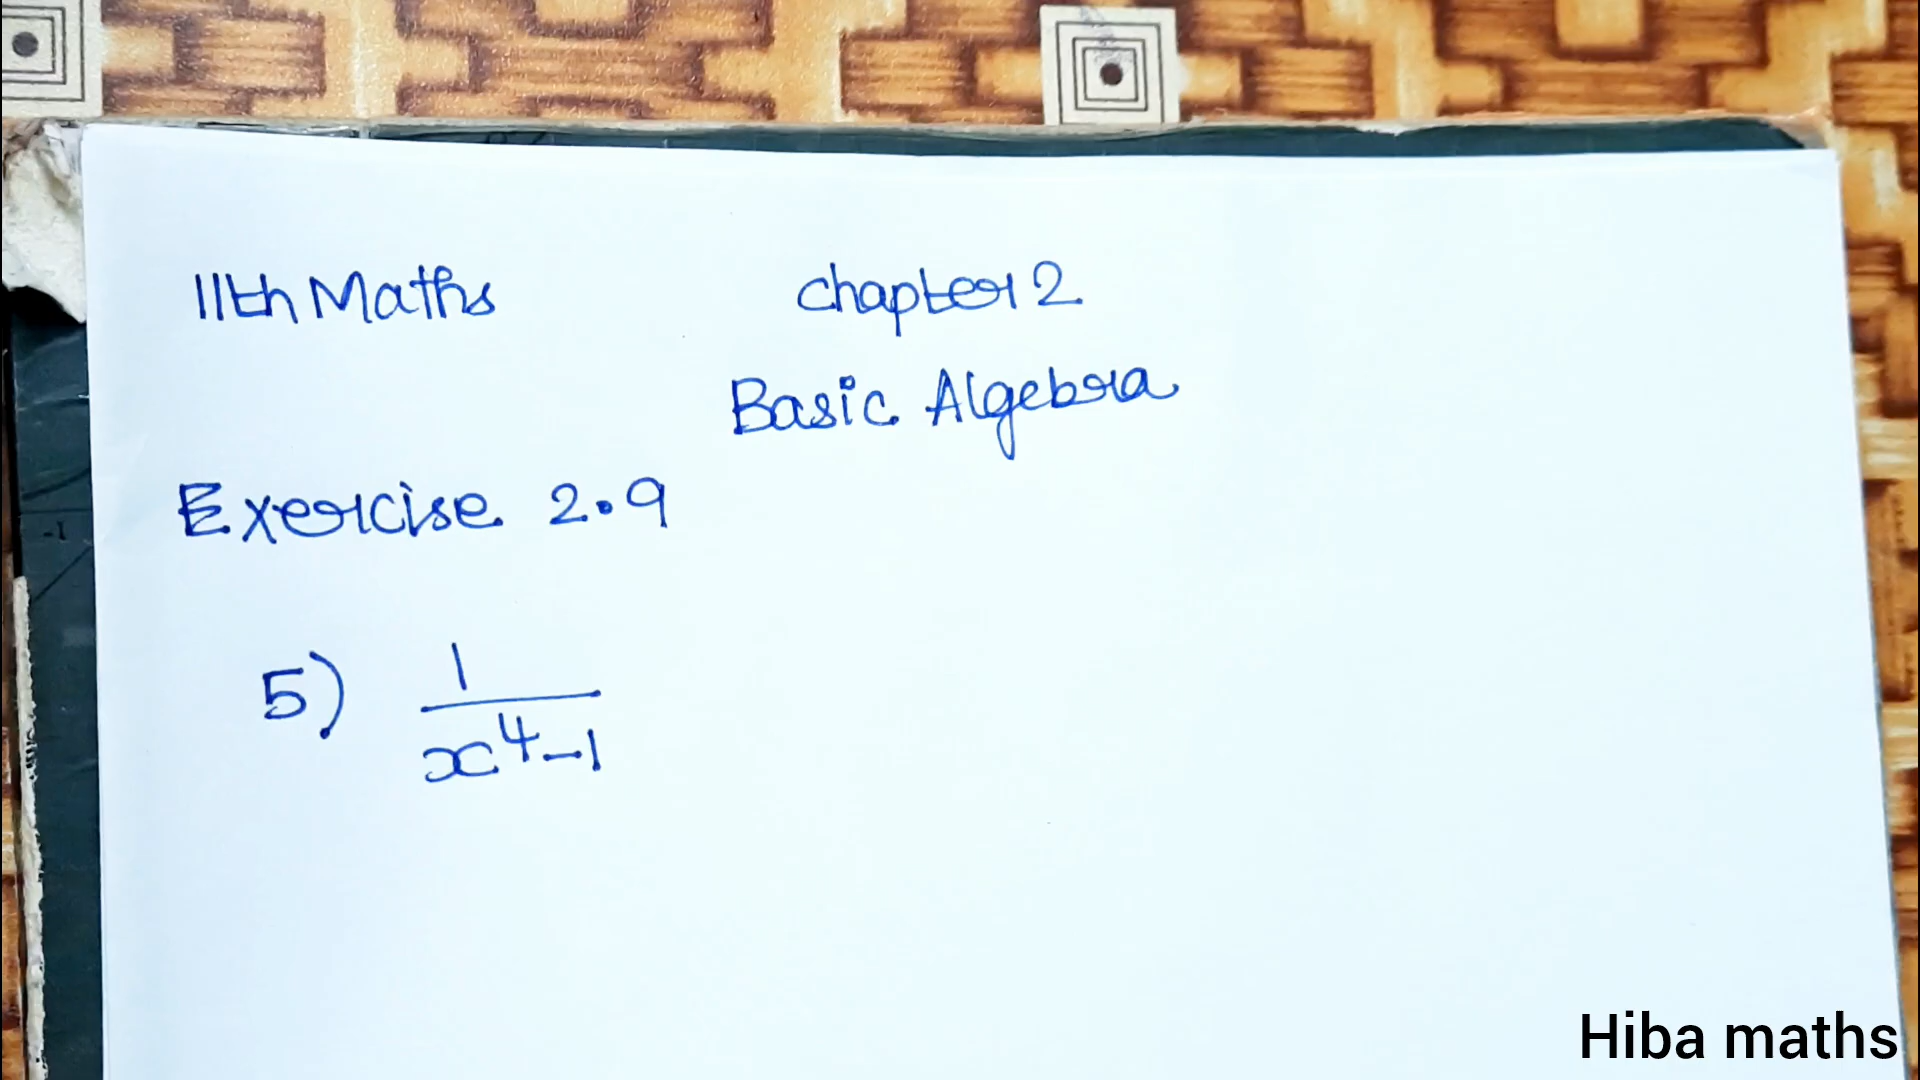 11th Maths
chapter 2
Basic Algebra
Exercise 2.9
5) 1
x⁴-1
Hiba maths